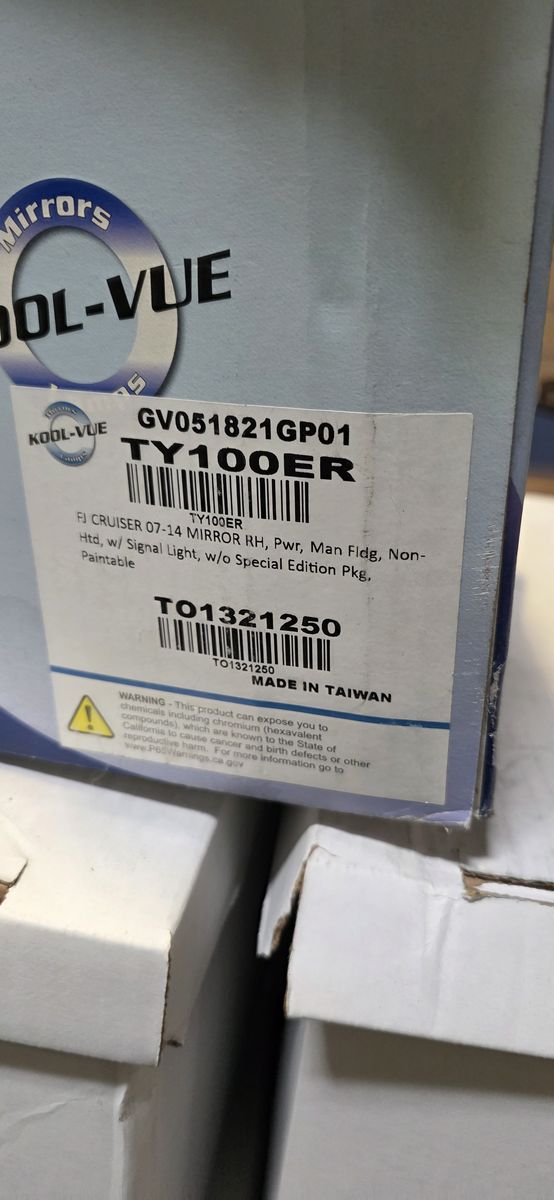 Mirrors
OOL-VUE
KOOL-VUE
GV051821GP01
TY100ER
TY100ER
FJ CRUISER 07-14 MIRROR RH, Pwr, Man Fldg, Non-
Htd, w/ Signal Light, w/o Special Edition Pkg,
Paintable
TO1321250
TO1321250
MADE IN TAIWAN
WARNING - This product can expose you to
chemicals including chromium (hexavalent
compounds), which are known to the State of
California to cause cancer and birth defects or other
reproductive harm. For more information go to
www.P65Warnings.ca.gov